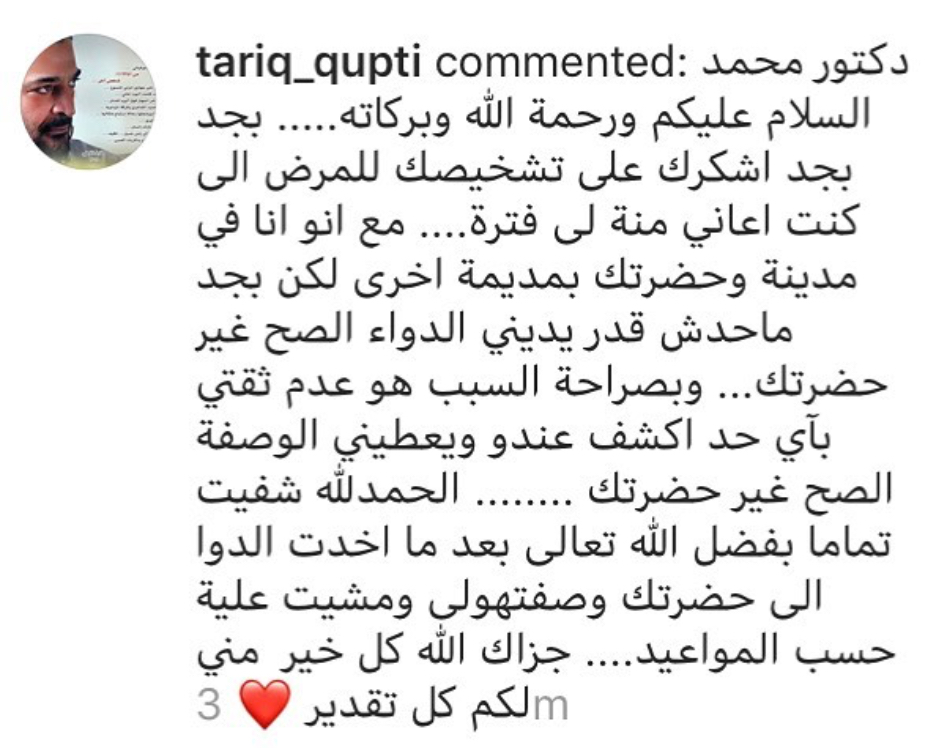 tariq_qupti commented: دكتور محمد
السلام عليكم ورحمة الله وبركاته..... بجد
بجد اشكرك على تشخيصك للمرض الى
كنت اعاني منة لى فترة.... مع انو انا في
مدينة وحضرتك بمديمة اخرى لكن بجد
ماحدش قدر يديني الدواء الصح غير
حضرتك... وبصراحة السبب هو عدم ثقتي
بآي حد اكشف عندو ويعطيني الوصفة
الصح غير حضرتك ........ الحمدلله شفيت
تماما بفضل الله تعالى بعد ما اخدت الدوا
الى حضرتك وصفتهولى ومشيت علية
حسب المواعيد.... جزاك الله كل خير مني
لكم كل تقدير ❤️ 3m